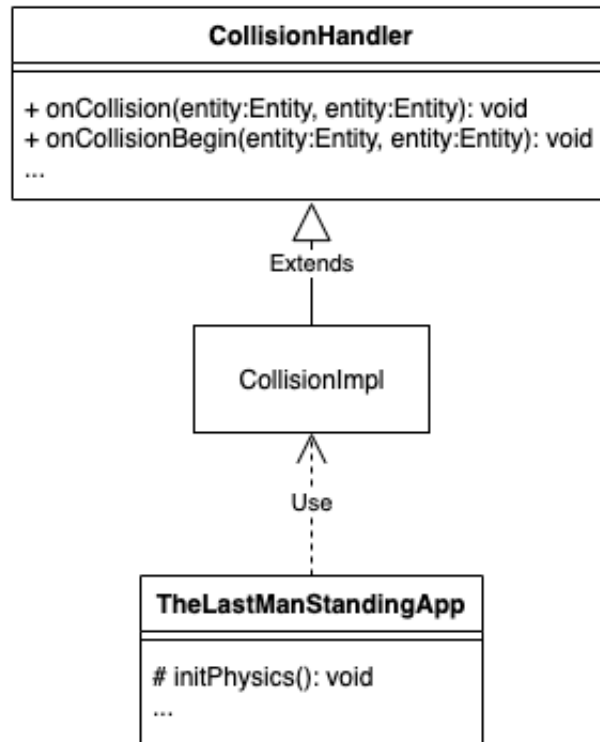 CollisionHandler
+ onCollision(entity:Entity, entity:Entity): void
+ onCollisionBegin(entity:Entity, entity:Entity): void
...
Extends
CollisionImpl
Use
TheLastManStandingApp
# initPhysics(): void
...